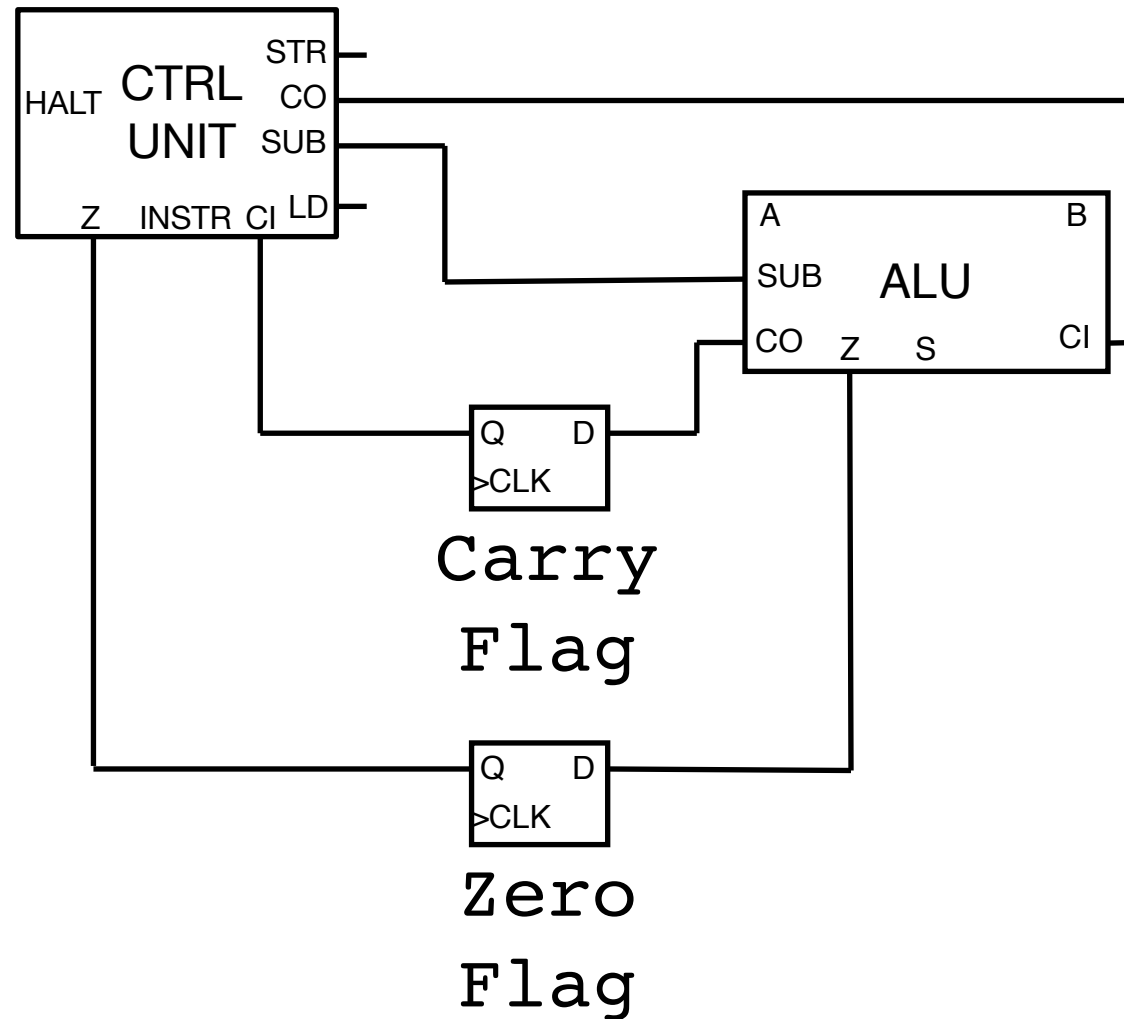 STR
HALT
CTRL
UNIT
CO
SUB
LD
Z
INSTR
CI
A
B
SUB
ALU
CO
Z
S
CI
Q
D
>CLK
Carry
Flag
Q
D
>CLK
Zero
Flag